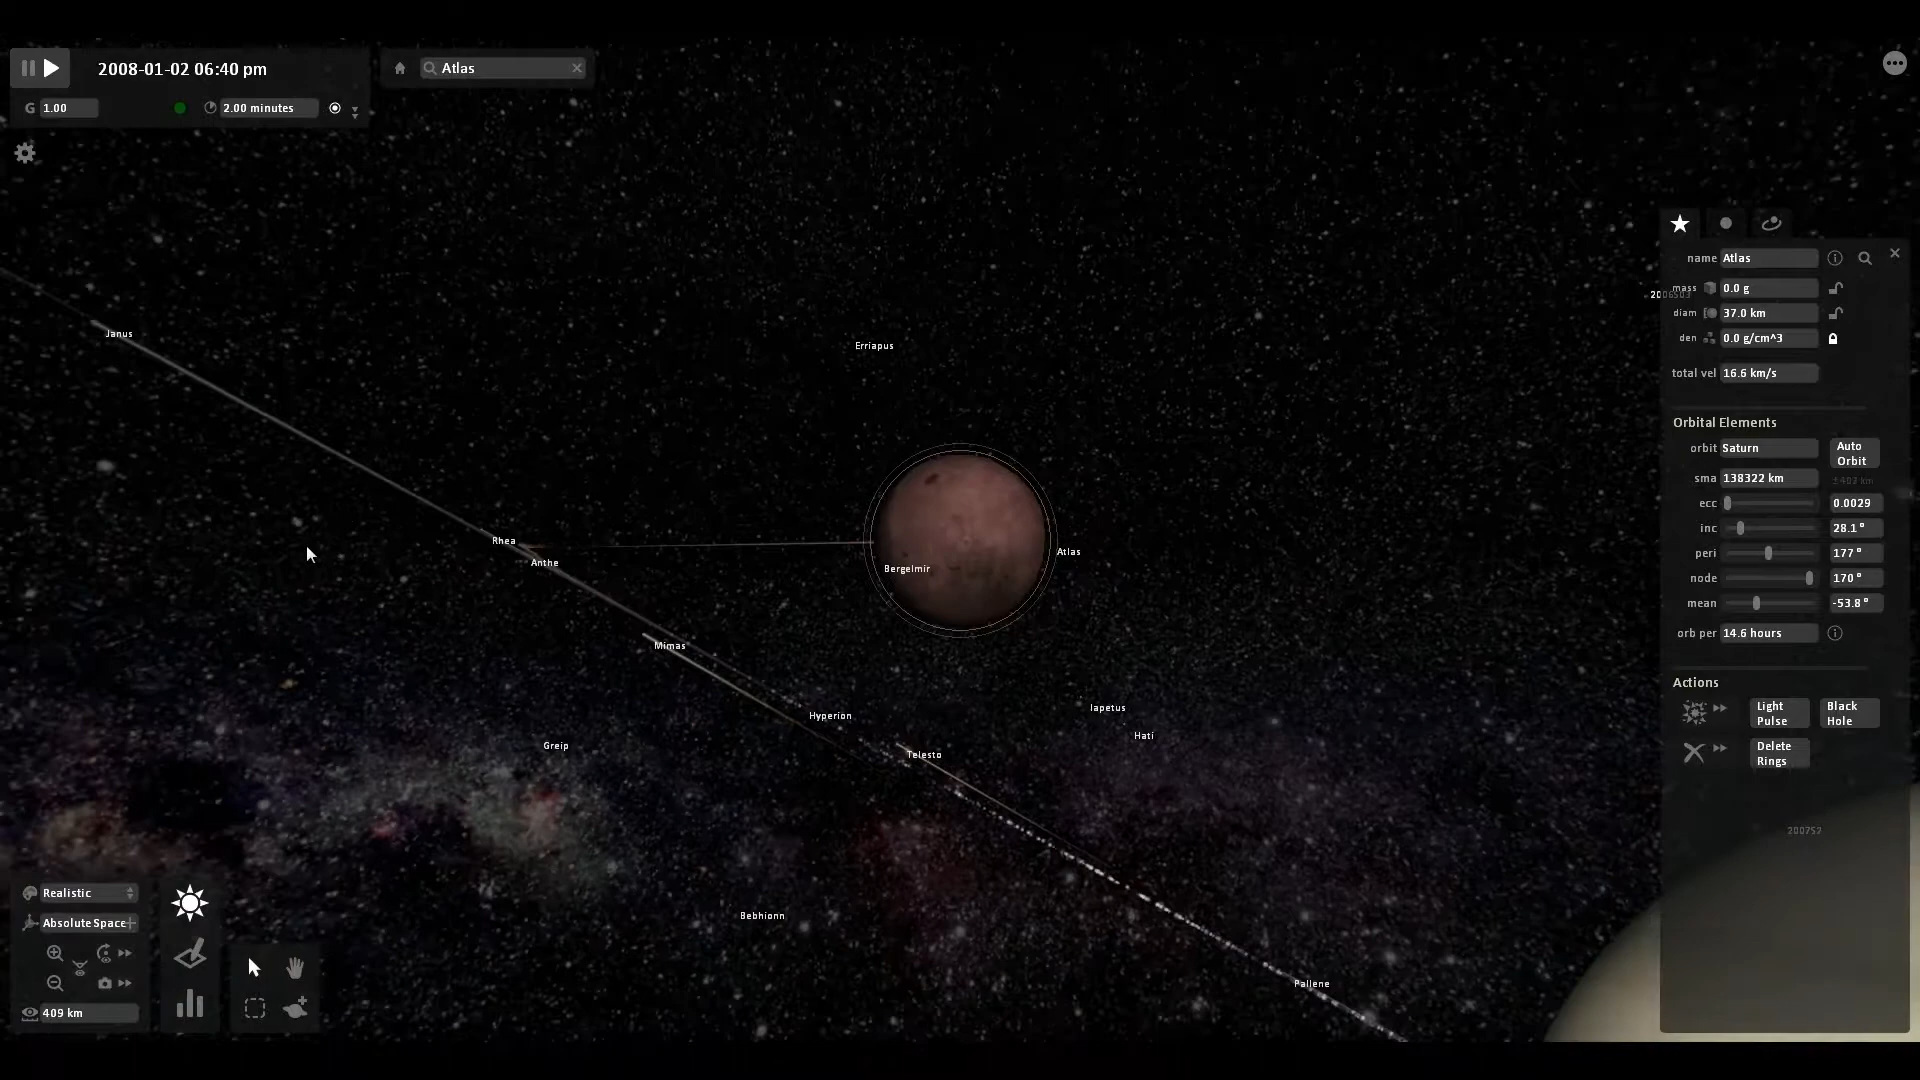 2008-01-02 06:40 pm
Atlas
G 1.00
2.00 minutes
name Atlas
mass 0.0 g
diam 37.0 km
den 0.0 g/cm^3
total vel 16.6 km/s
Orbital Elements
orbit Saturn
Auto
Orbit
sma 138322 km
ecc 0.0029
inc 28.1°
peri 177°
node 170°
mean -53.8°
orb per 14.6 hours
Actions
Light
Pulse
Black
Hole
Delete
Rings
200752
Janus
Erriapus
Rhea
Anthe
Atlas
Bergelmir
Mimas
Iapetus
Hyperion
Hati
Greip
Telesto
Bebhionn
Pallene
Realistic
Absolute Space
409 km